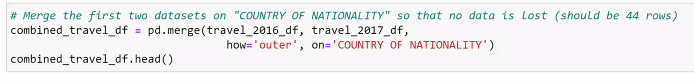 # Merge the first two datasets on "COUNTRY OF NATIONALITY" so that no data is lost (should be 44 rows)
combined_travel_df = pd.merge(travel_2016_df, travel_2017_df,
how='outer', on='COUNTRY OF NATIONALITY')
combined_travel_df.head()